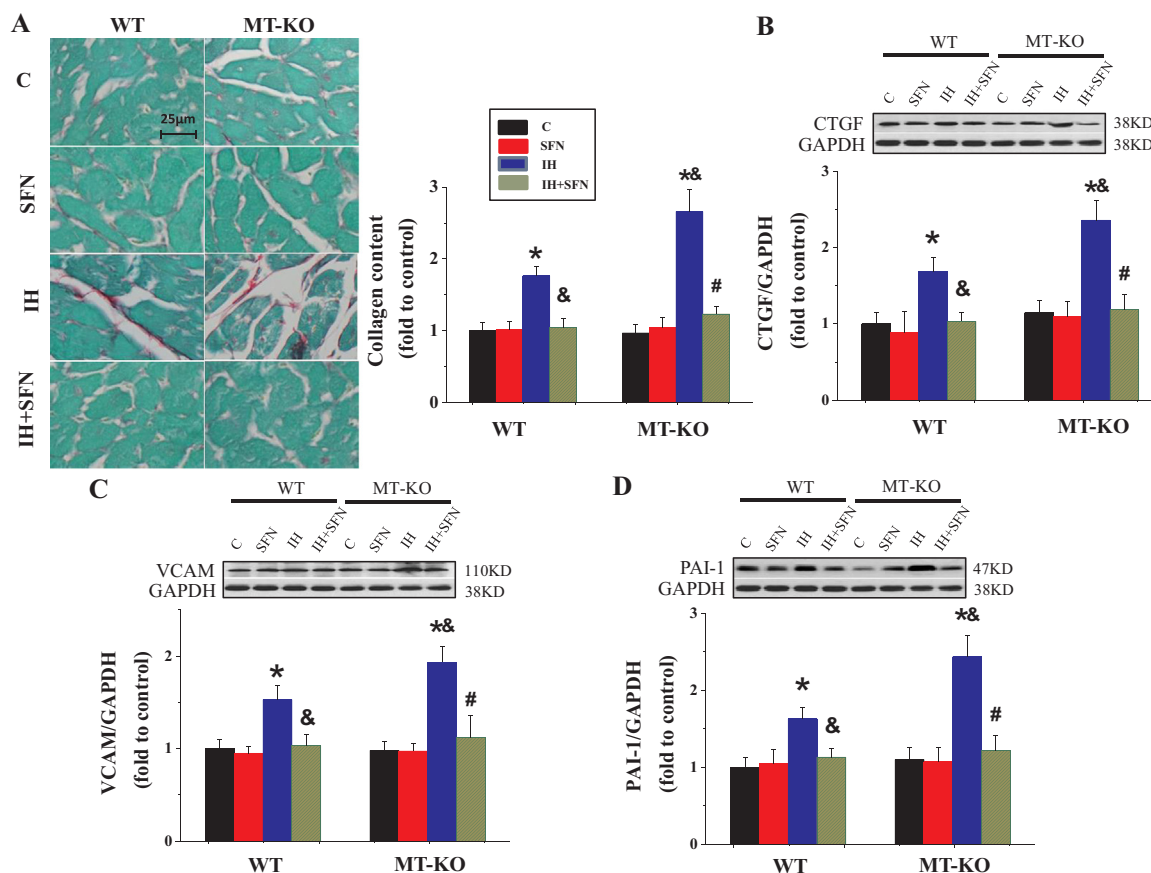 A
WT
MT-KO
C
25µm
SFN
IH
IH+SFN
C
SFN
IH
IH+SFN
Collagen content
(fold to control)
3
2
1
0
*
&
*&
#
WT
MT-KO
B
WT
MT-KO
C
SFN
IH
IH+SFN
C
SFN
IH
IH+SFN
CTGF
38KD
GAPDH
38KD
CTGF/GAPDH
(fold to control)
3
2
1
0
*
&
*&
#
WT
MT-KO
C
WT
MT-KO
C
SFN
IH
IH+SFN
C
SFN
IH
IH+SFN
VCAM
110KD
GAPDH
38KD
VCAM/GAPDH
(fold to control)
2
1
0
*
&
*&
#
WT
MT-KO
D
WT
MT-KO
C
SFN
IH
IH+SFN
C
SFN
IH
IH+SFN
PAI-1
47KD
GAPDH
38KD
PAI-1/GAPDH
(fold to control)
3
2
1
0
*
&
*&
#
WT
MT-KO